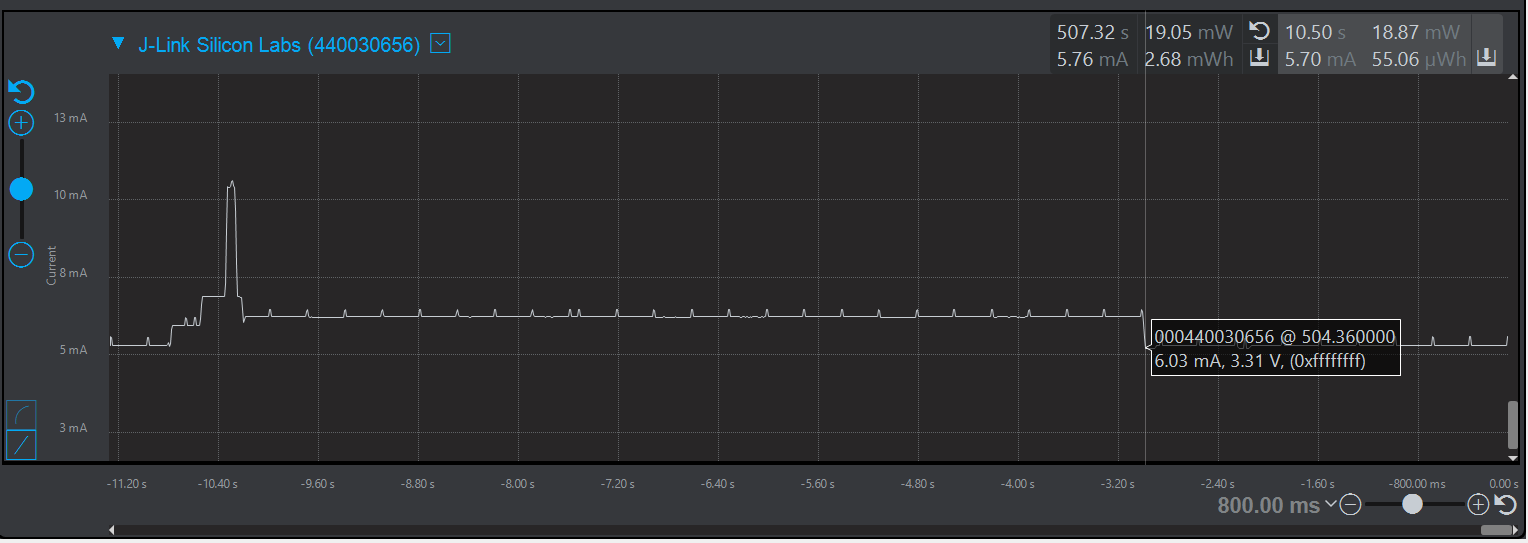 J-Link Silicon Labs (440030656)
507.32 s 19.05 mW 10.50 s 18.87 mW
5.76 mA 2.68 mWh 5.70 mA 55.06 µWh
13 mA
10 mA
8 mA
Current
5 mA
3 mA
000440030656 @ 504.360000
6.03 mA, 3.31 V, (0xffffffff)
-11.20 s -10.40 s -9.60 s -8.80 s -8.00 s -7.20 s -6.40 s -5.60 s -4.80 s -4.00 s -3.20 s -2.40 s -1.60 s -800.00 ms 0.00 s
800.00 ms